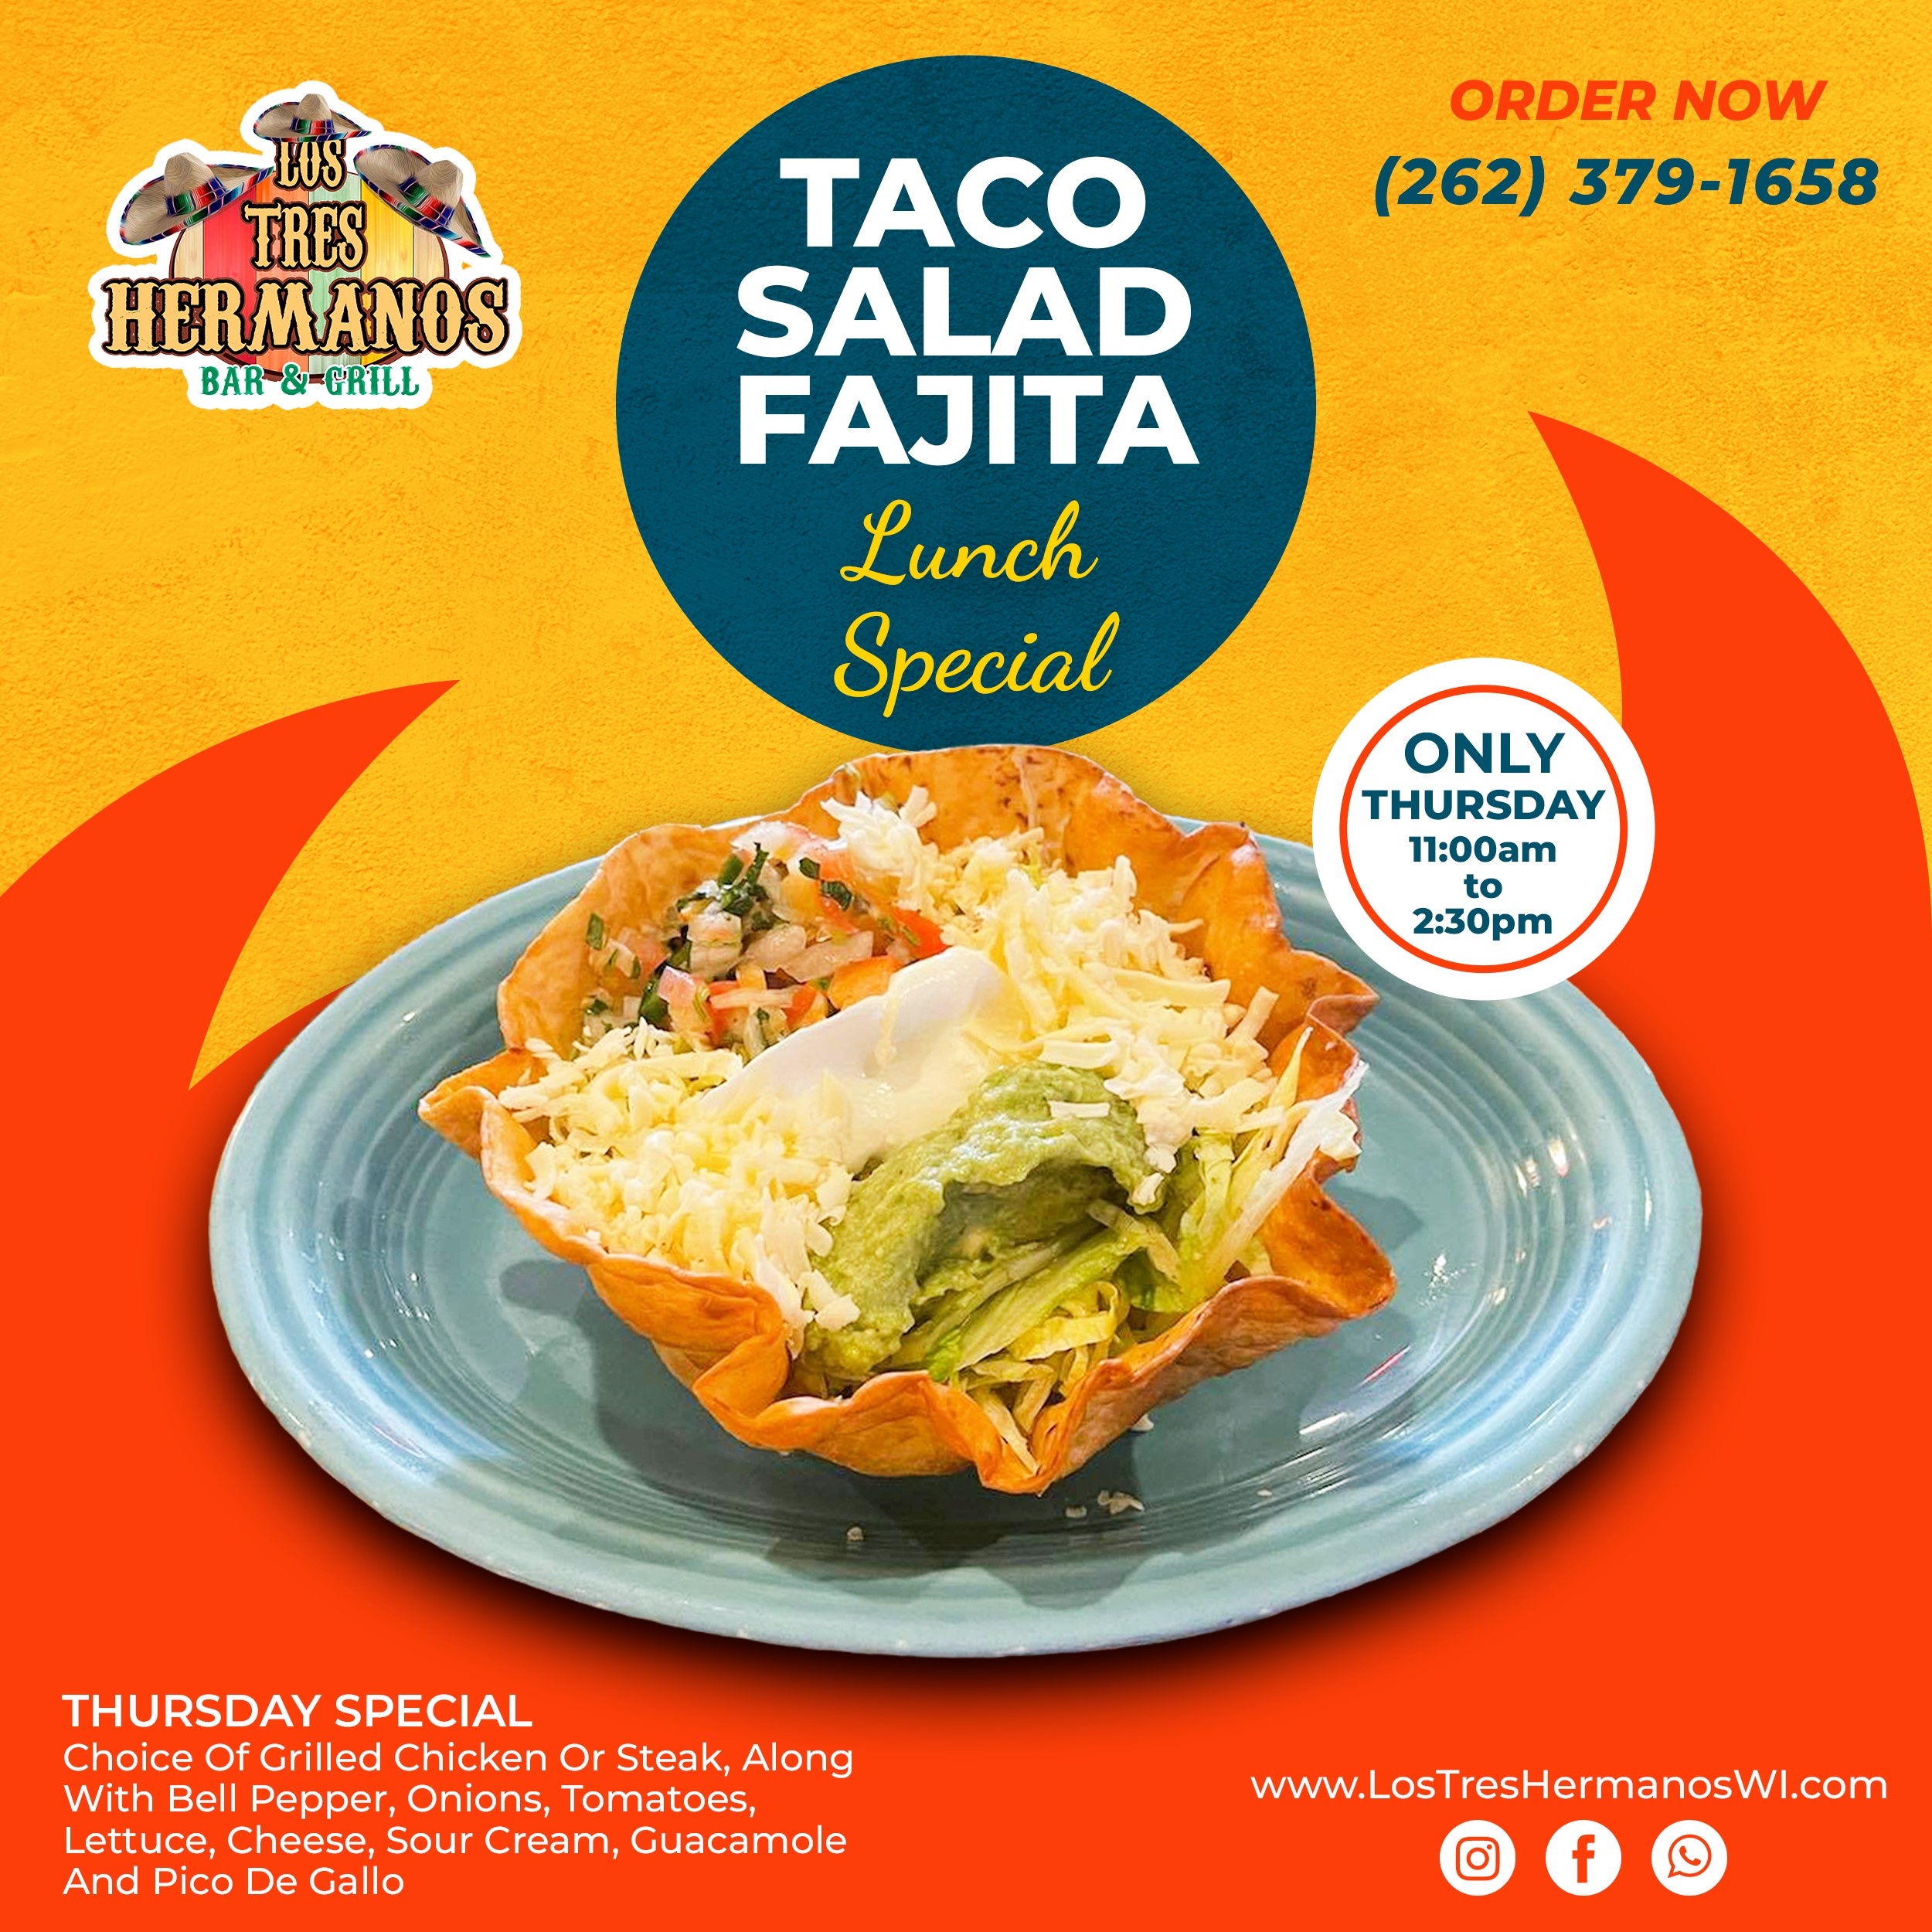 LOS
TRES
HERMANOS
BAR & GRILL
TACO
SALAD
FAJITA
Lunch
Special
ORDER NOW
(262) 379-1658
ONLY
THURSDAY
11:00am
to
2:30pm
THURSDAY SPECIAL
Choice Of Grilled Chicken Or Steak, Along
With Bell Pepper, Onions, Tomatoes,
Lettuce, Cheese, Sour Cream, Guacamole
And Pico De Gallo
www.LosTresHermanosWI.com